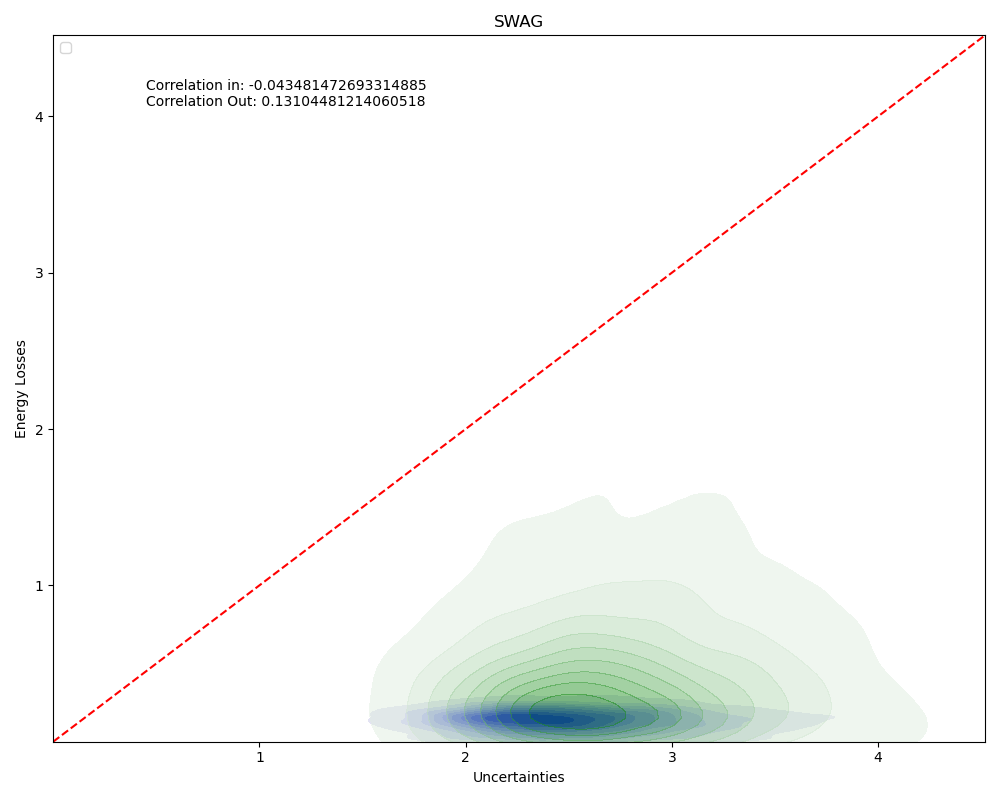 SWAG
Correlation in: -0.043481472693314885
Correlation Out: 0.13104481214060518
4
3
2
1
Energy Losses
1 2 3 4
Uncertainties